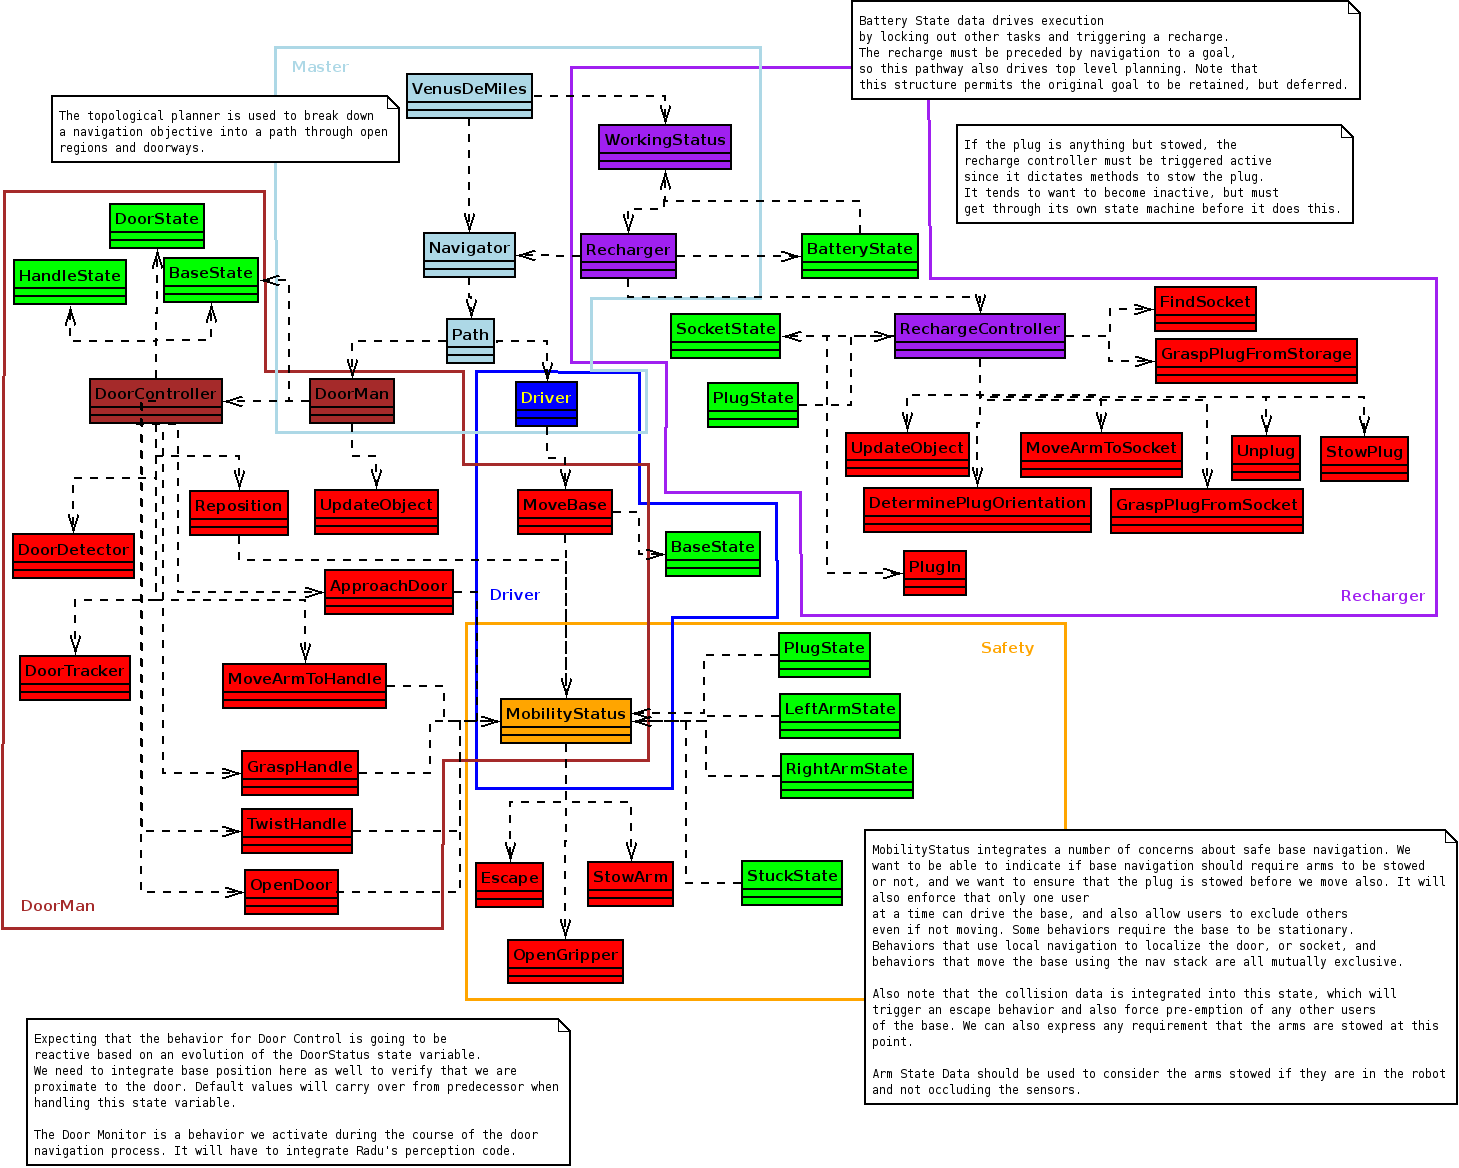 Battery State data drives execution
by locking out other tasks and triggering a recharge.
The recharge must be preceded by navigation to a goal,
so this pathway also drives top level planning. Note that
this structure permits the original goal to be retained, but deferred.
Master
VenusDeMiles
The topological planner is used to break down
a navigation objective into a path through open
regions and doorways.
WorkingStatus
If the plug is anything but stowed, the
recharge controller must be triggered active
since it dictates methods to stow the plug.
It tends to want to become inactive, but must
get through its own state machine before it does this.
DoorState
HandleState
BaseState
Navigator
Recharger
BatteryState
FindSocket
Path
SocketState
RechargeController
GraspPlugFromStorage
DoorController
DoorMan
Driver
PlugState
UpdateObject
MoveArmToSocket
Unplug
StowPlug
Reposition
UpdateObject
MoveBase
DeterminePlugOrientation
GraspPlugFromSocket
DoorDetector
BaseState
PlugIn
ApproachDoor
Driver
Recharger
DoorTracker
MoveArmToHandle
PlugState
Safety
MobilityStatus
LeftArmState
GraspHandle
RightArmState
TwistHandle
OpenDoor
Escape
StowArm
StuckState
DoorMan
OpenGripper
MobilityStatus integrates a number of concerns about safe base navigation. We
want to be able to indicate if base navigation should require arms to be stowed
or not, and we want to ensure that the plug is stowed before we move also. It will
also enforce that only one user
at a time can drive the base, and also allow users to exclude others
even if not moving. Some behaviors require the base to be stationary.
Behaviors that use local navigation to localize the door, or socket, and
behaviors that move the base using the nav stack are all mutually exclusive.
Also note that the collision data is integrated into this state, which will
trigger an escape behavior and also force pre-emption of any other users
of the base. We can also express any requirement that the arms are stowed at this
point.
Arm State Data should be used to consider the arms stowed if they are in the robot
and not occluding the sensors.
Expecting that the behavior for Door Control is going to be
reactive based on an evolution of the DoorStatus state variable.
We need to integrate base position here as well to verify that we are
proximate to the door. Default values will carry over from predecessor when
handling this state variable.
The Door Monitor is a behavior we activate during the course of the door
navigation process. It will have to integrate Radu's perception code.